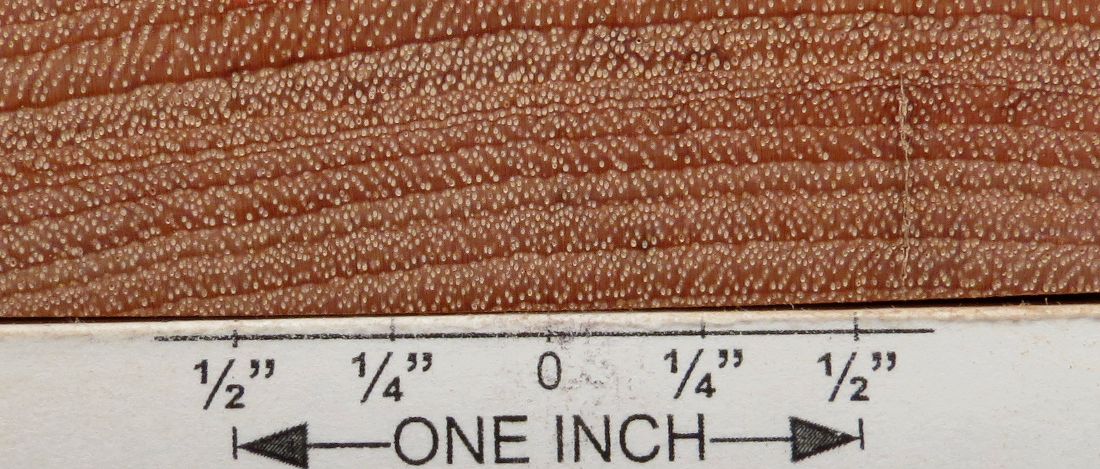 ½” ¼” 0 ¼” ½”
ONE INCH